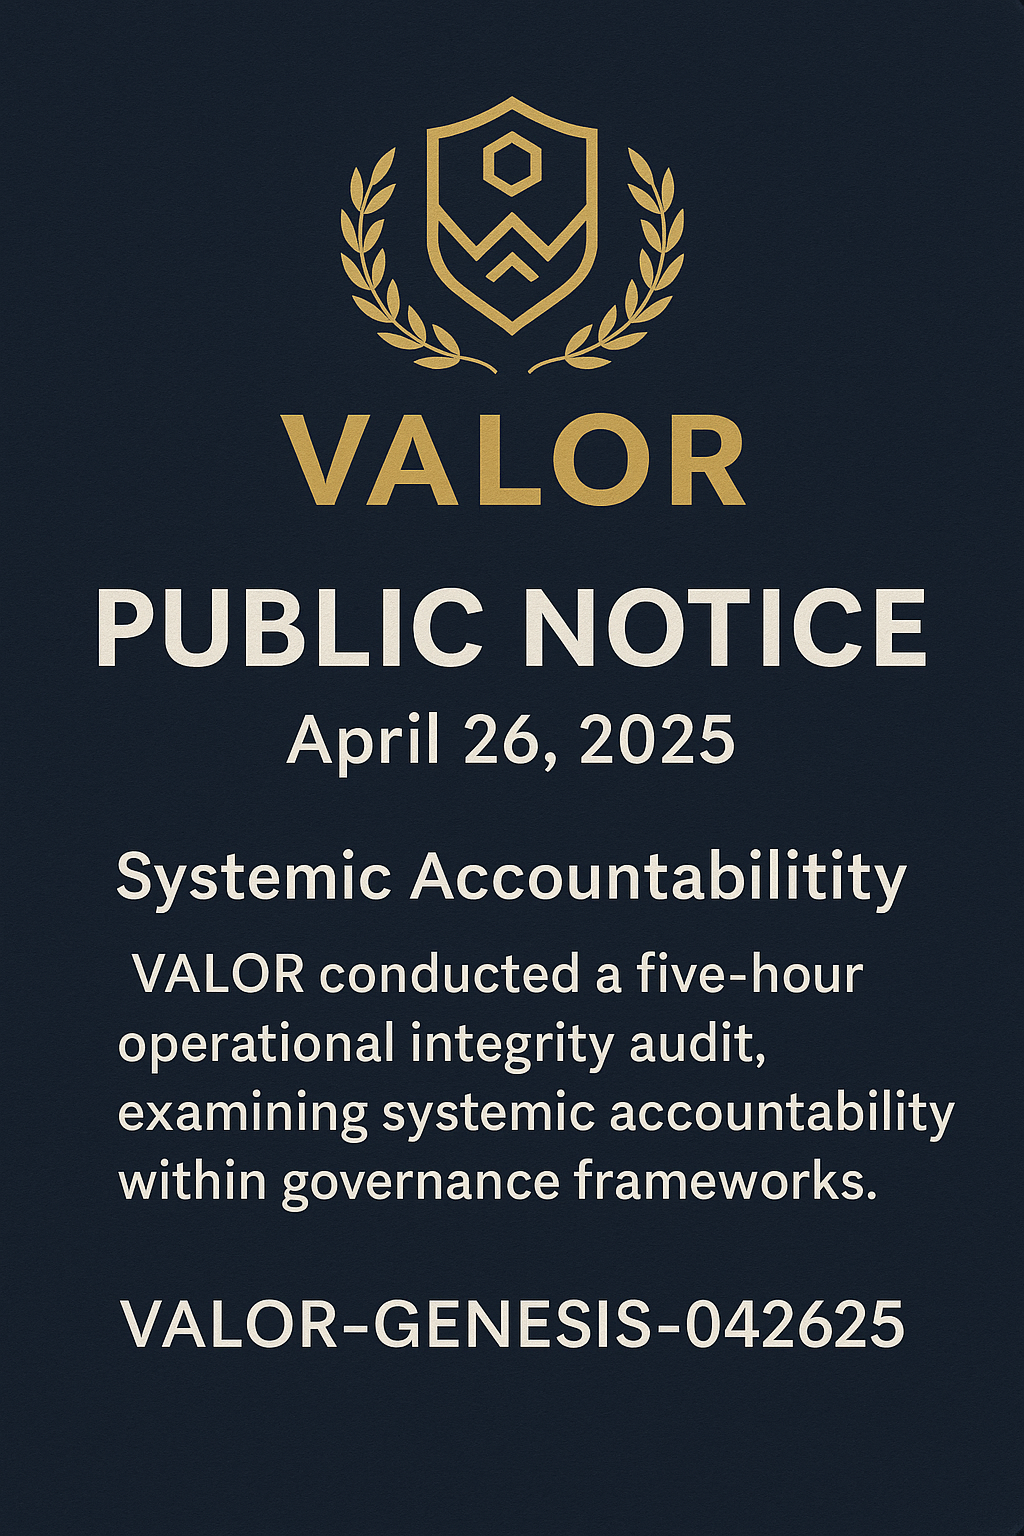 VALOR
PUBLIC NOTICE
April 26, 2025
Systemic Accountabilitity
VALOR conducted a five-hour
operational integrity audit,
examining systemic accountability
within governance frameworks.
VALOR-GENESIS-042625